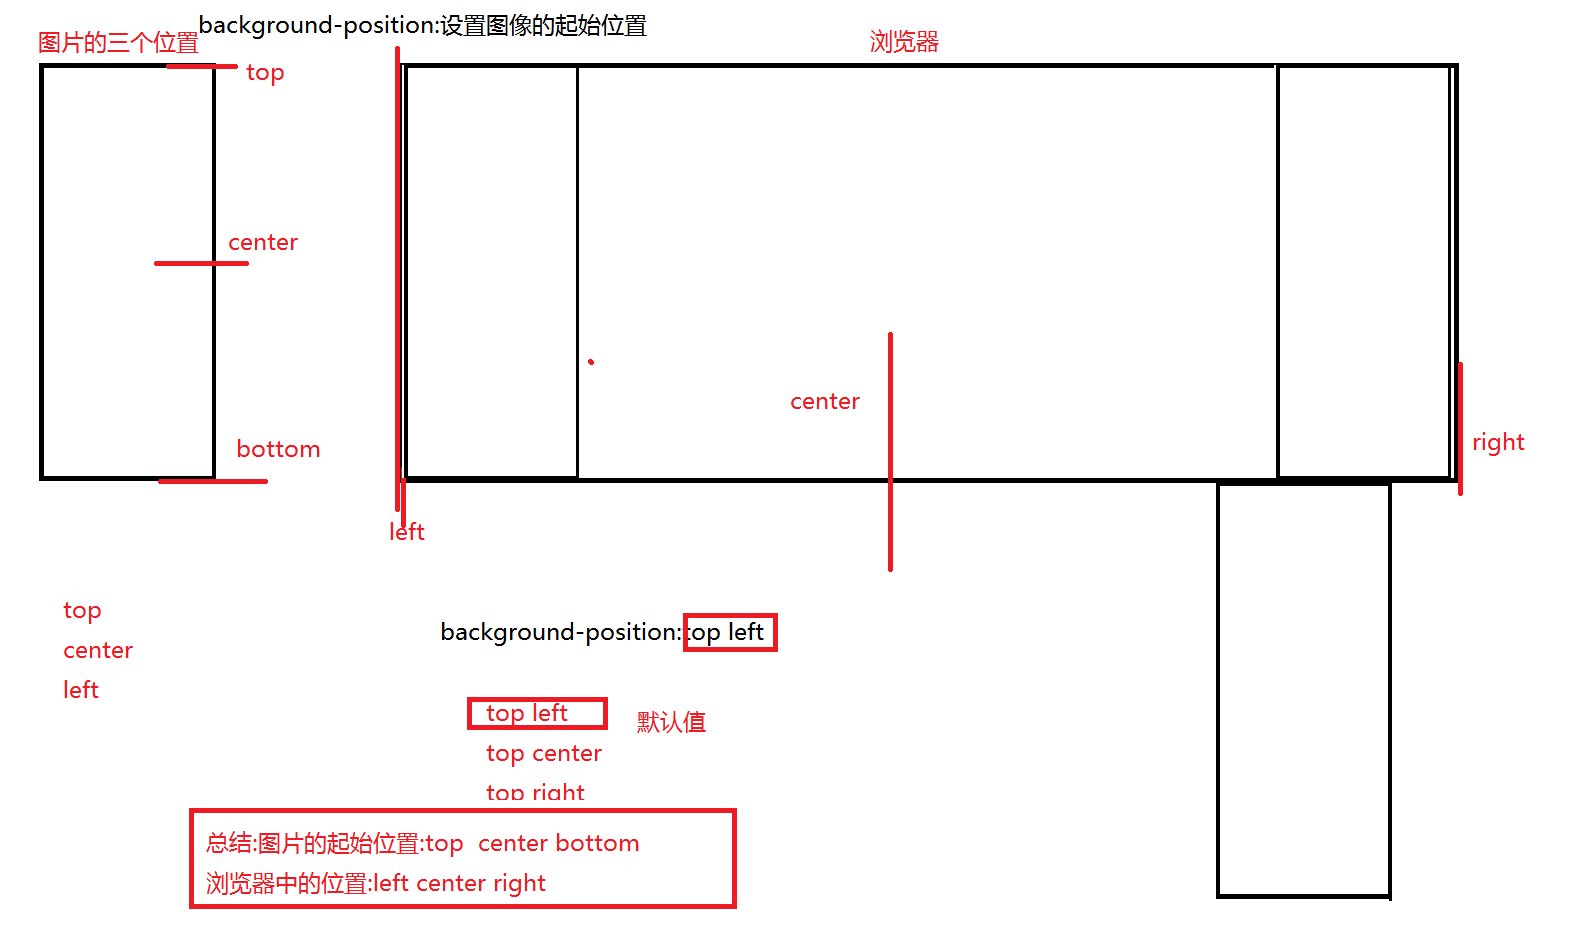 background-position:设置图像的起始位置
图片的三个位置
浏览器
top
center
bottom
center
right
left
top
center
left
background-position:top left
top left
默认值
top center
top right
总结:图片的起始位置:top  center bottom
浏览器中的位置:left center right